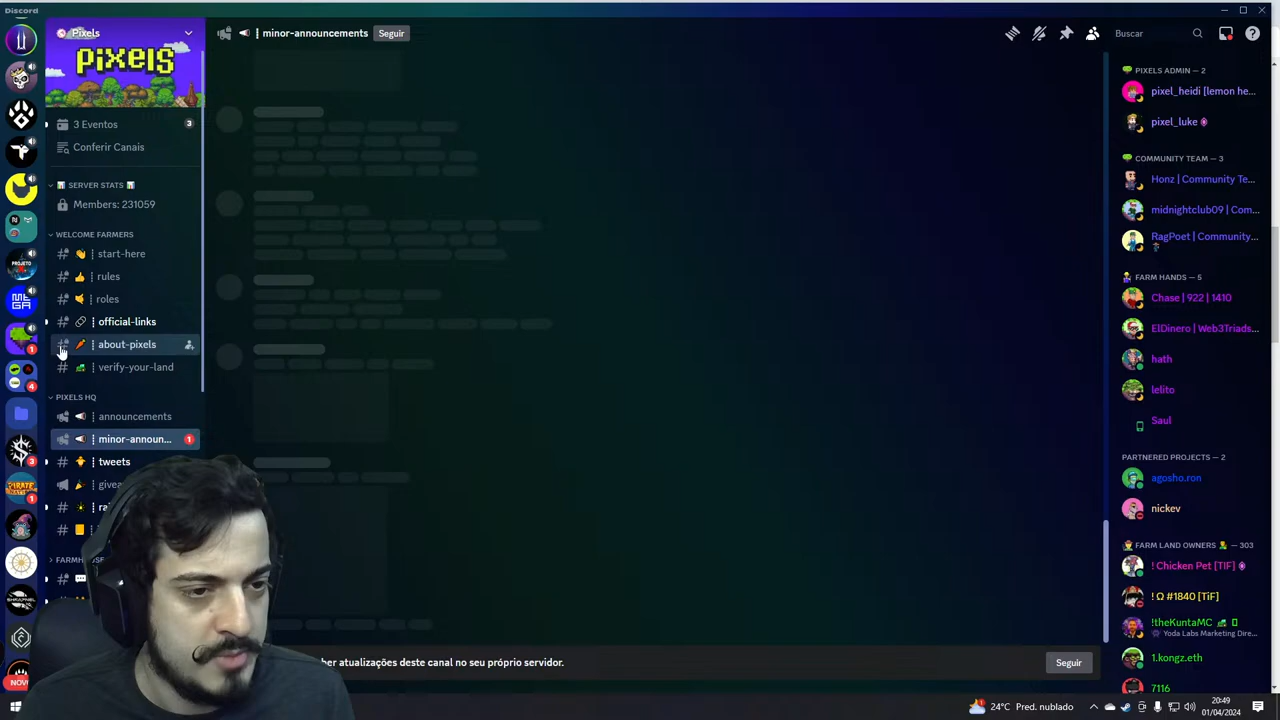 Discord
Pixels
minor-announcements
Seguir
Buscar
pixels
3 Eventos
3
Conferir Canais
SERVER STATS
Members: 231059
WELCOME FARMERS
start-here
rules
roles
official-links
about-pixels
verify-your-land
PIXELS HQ
announcements
minor-announ...
1
tweets
1
4
3
1
NOVO
PIXELS ADMIN — 2
pixel_heidi [lemon he...
pixel_luke
COMMUNITY TEAM — 3
Honz | Community Te...
midnightclub09 | Com...
RagPoet | Community...
FARM HANDS — 5
Chase | 922 | 1410
ElDinero | Web3Triads...
hath
lelito
Saul
PARTNERED PROJECTS — 2
agosho.ron
nickev
FARM LAND OWNERS — 303
! Chicken Pet [TIF]
! Ω #1840 [TiF]
!theKuntaMC
Yoda Labs Marketing Dire...
1.kongz.eth
7116
atualizações deste canal no seu próprio servidor.
Seguir
24°C Pred. nublado
20:49
01/04/2024